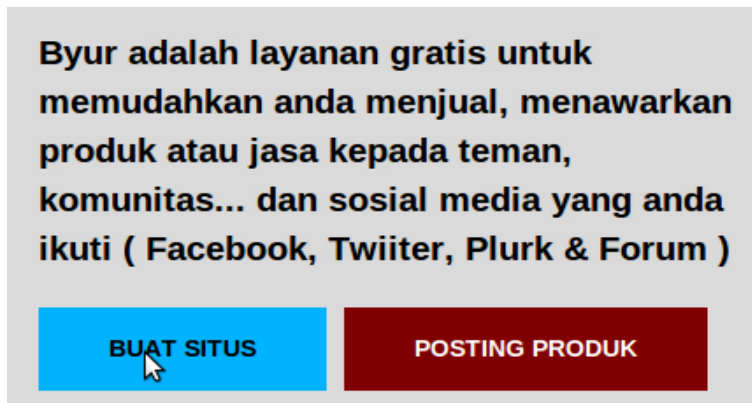 Byur adalah layanan gratis untuk
memudahkan anda menjual, menawarkan
produk atau jasa kepada teman,
komunitas... dan sosial media yang anda
ikuti ( Facebook, Twiiter, Plurk & Forum )
BUAT SITUS
POSTING PRODUK